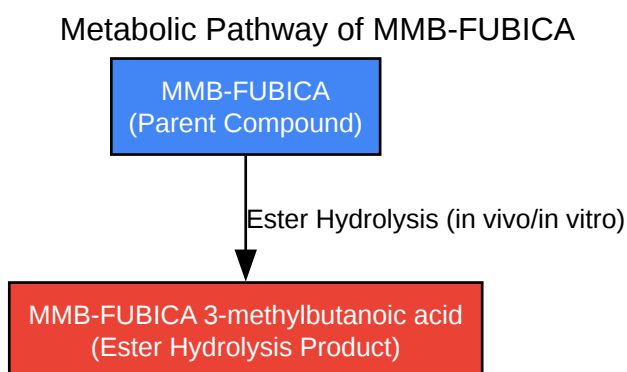 Metabolic Pathway of MMB-FUBICA
MMB-FUBICA
(Parent Compound)
Ester Hydrolysis (in vivo/in vitro)
MMB-FUBICA 3-methylbutanoic acid
(Ester Hydrolysis Product)